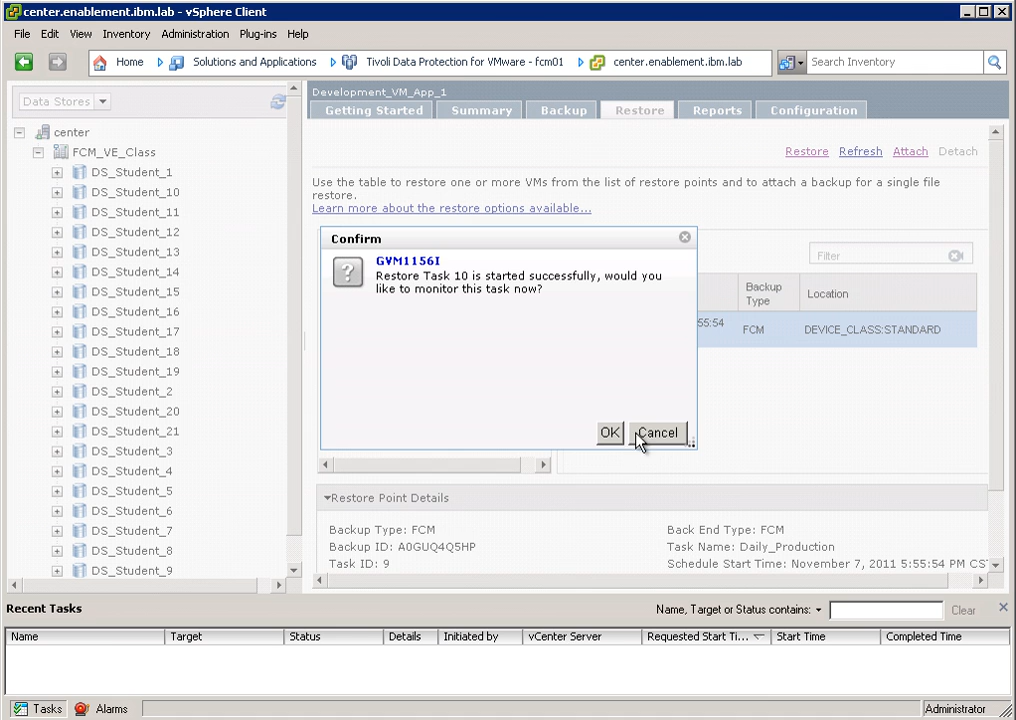 center.enablement.ibm.lab - vSphere Client
File Edit View Inventory Administration Plug-ins Help
Home Solutions and Applications Tivoli Data Protection for VMware - fcm01 center.enablement.ibm.lab Search Inventory
Data Stores
center
FCM_VE_Class
DS_Student_1
DS_Student_10
DS_Student_11
DS_Student_12
DS_Student_13
DS_Student_14
DS_Student_15
DS_Student_16
DS_Student_17
DS_Student_18
DS_Student_19
DS_Student_2
DS_Student_20
DS_Student_21
DS_Student_3
DS_Student_4
DS_Student_5
DS_Student_6
DS_Student_7
DS_Student_8
DS_Student_9
Development_VM_App_1
Getting Started Summary Backup Restore Reports Configuration
Restore Refresh Attach Detach
Use the table to restore one or more VMs from the list of restore points and to attach a backup for a single file
restore.
Learn more about the restore options available...
Confirm
GVM1156I
Restore Task 10 is started successfully, would you
like to monitor this task now?
OK Cancel
Filter
Backup
Type
Location
55:54
FCM DEVICE_CLASS:STANDARD
Restore Point Details
Backup Type: FCM Back End Type: FCM
Backup ID: A0GUQ4Q5HP Task Name: Daily_Production
Task ID: 9 Schedule Start Time: November 7, 2011 5:55:54 PM CS
Recent Tasks Name, Target or Status contains: Clear
Name Target Status Details Initiated by vCenter Server Requested Start Ti... Start Time Completed Time
Tasks Alarms Administrator